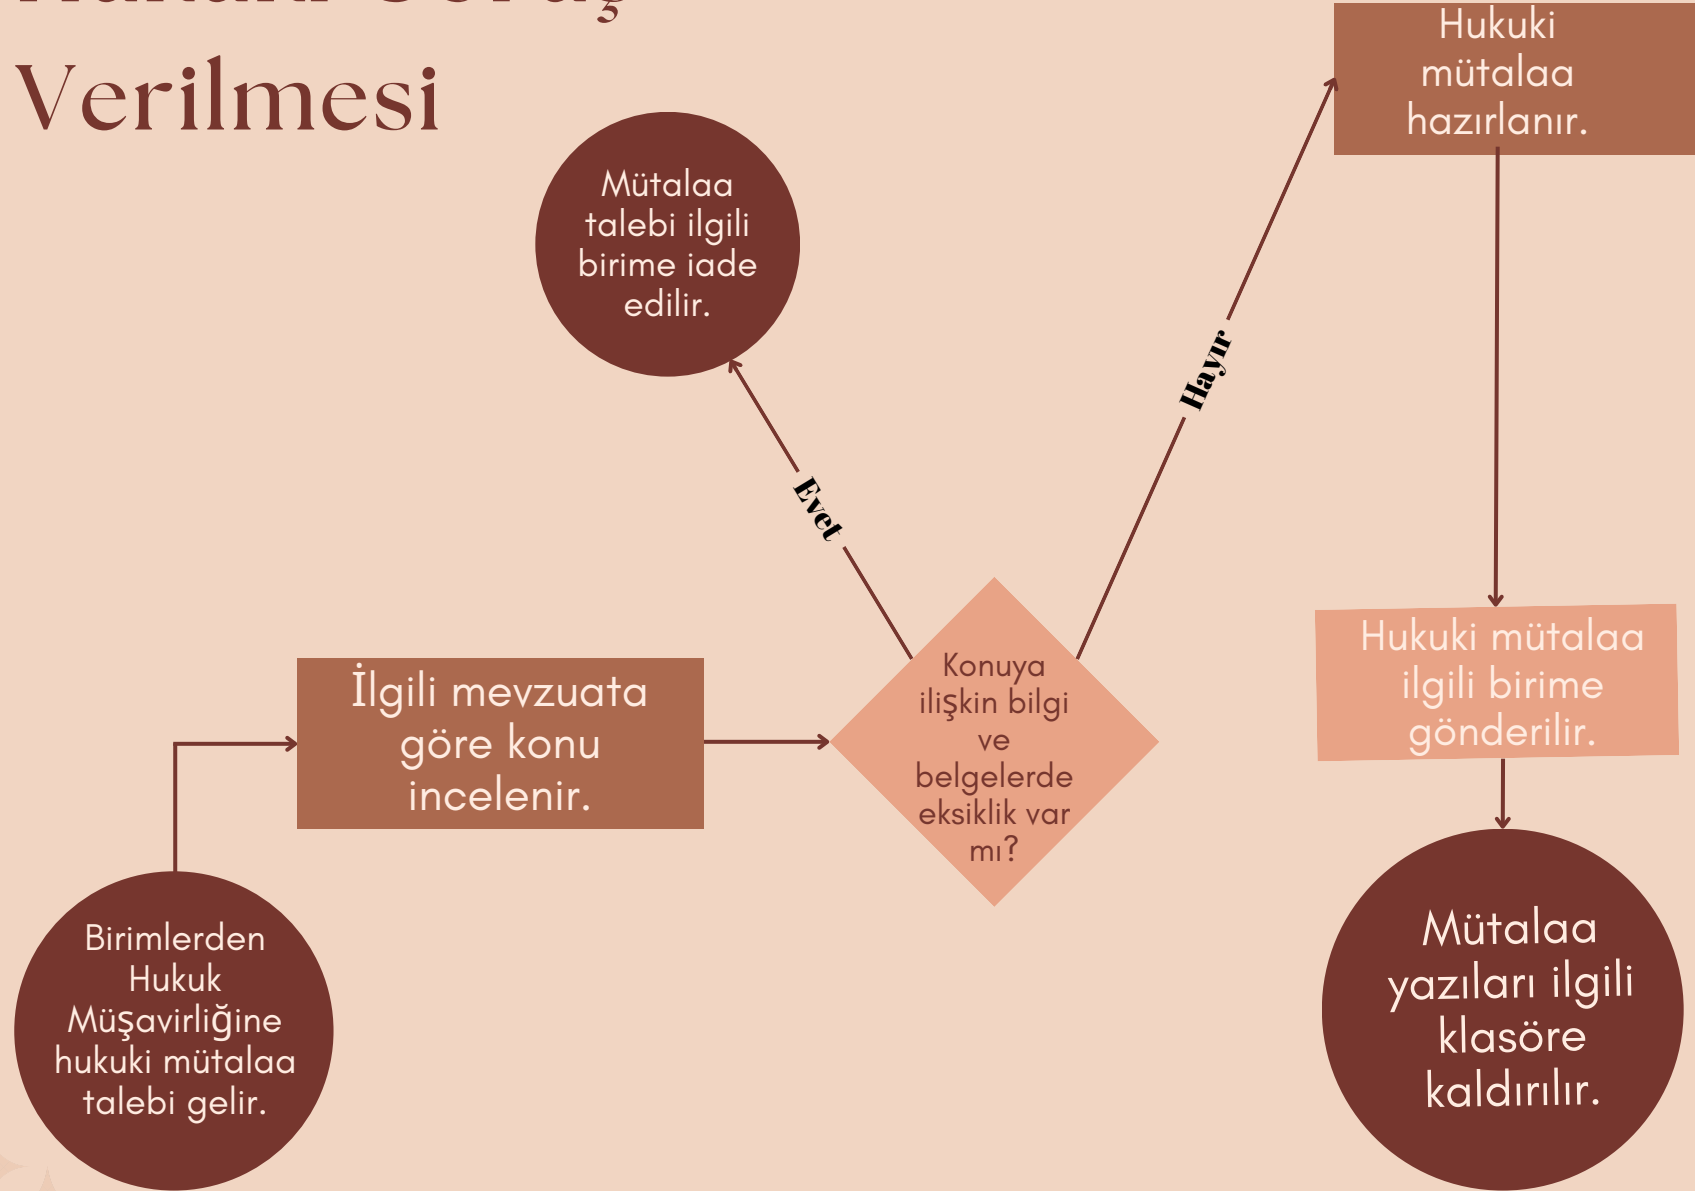 Verilmesi
Mütalaa
talebi ilgili
birime iade
edilir.
Hukuki
mütalaa
hazırlanır.
Evet
Hayır
Birimlerden
Hukuk
Müşavirliğine
hukuki mütalaa
talebi gelir.
İlgili mevzuata
göre konu
incelenir.
Konuya
ilişkin bilgi
ve
belgelerde
eksiklik var
mı?
Hukuki mütalaa
ilgili birime
gönderilir.
Mütalaa
yazıları ilgili
klasöre
kaldırılır.